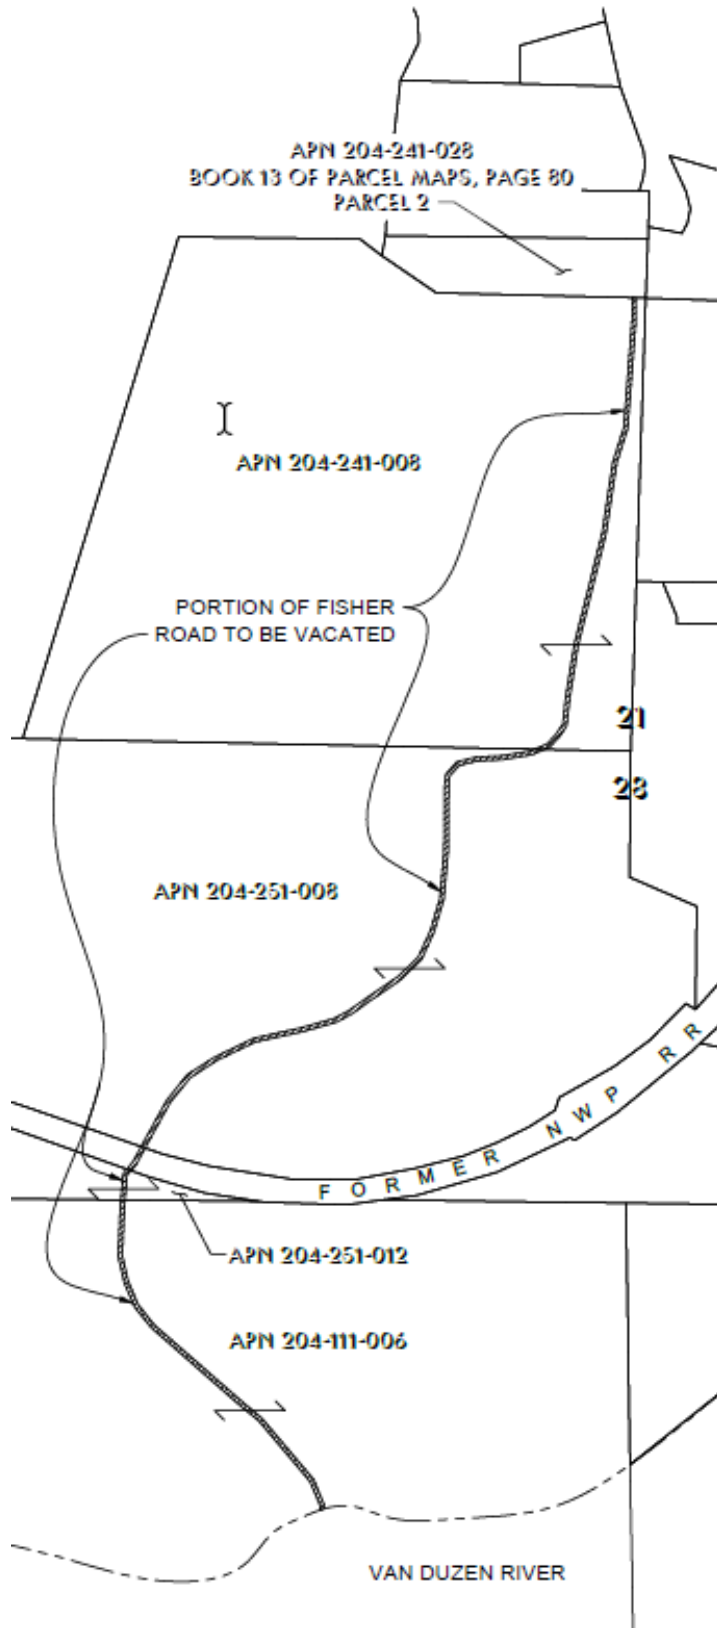 APN 204-241-028
BOOK 13 OF PARCEL MAPS, PAGE 80
PARCEL 2
APN 204-241-008
PORTION OF FISHER
ROAD TO BE VACATED
21
28
APN 204-251-008
FORMER NWP RR
APN 204-251-012
APN 204-111-006
VAN DUZEN RIVER